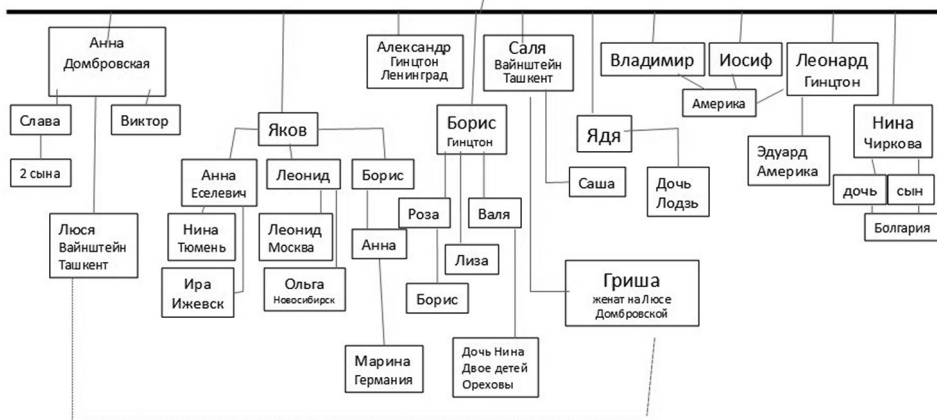 Анна
Домбровская
Слава
Виктор
2 сына
Люся
Вайнштейн
Ташкент
Яков
Анна
Еселевич
Леонид
Борис
Нина
Тюмень
Леонид
Москва
Анна
Ира
Ижевск
Ольга
Новосибирск
Марина
Германия
Александр
Гинцтон
Ленинград
Борис
Гинцтон
Роза
Валя
Лиза
Борис
Дочь Нина
Двое детей
Ореховы
Саля
Вайнштейн
Ташкент
Саша
Гриша
женат на Люсе
Домбровской
Ядя
Дочь
Лодзь
Владимир
Иосиф
Леонард
Гинцтон
Америка
Эдуард
Америка
Нина
Чиркова
дочь
сын
Болгария